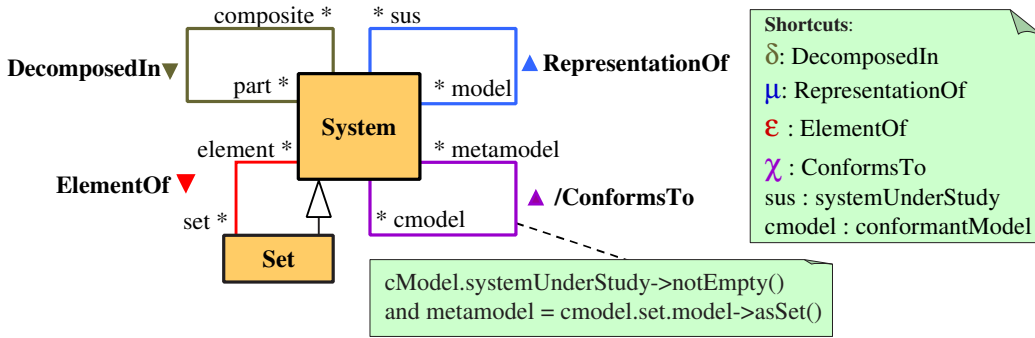 composite *
* sus
DecomposedIn▼
▲ RepresentationOf
part *
* model
System
element *
* metamodel
ElementOf ▼
▲ /ConformsTo
set *
* cmodel
Set
cModel.systemUnderStudy->notEmpty()
and metamodel = cmodel.set.model->asSet()
Shortcuts:
δ: DecomposedIn
μ: RepresentationOf
ε : ElementOf
χ : ConformsTo
sus : systemUnderStudy
cmodel : conformantModel